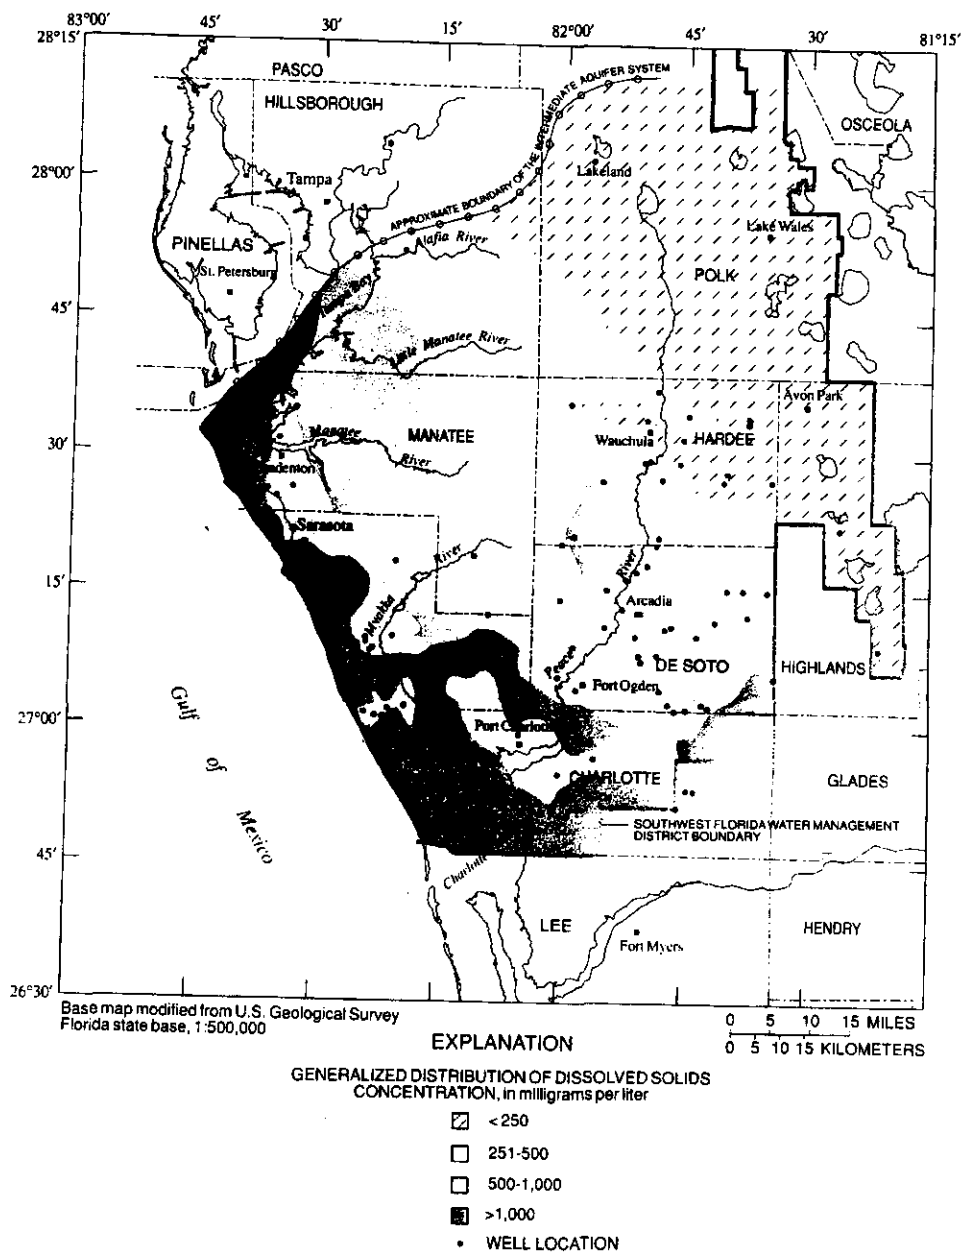 83°00′ 45′ 30′ 15′ 82°00′ 45′ 30′ 81°15′
28°15′
PASCO
HILLSBOROUGH
APPROXIMATE BOUNDARY OF THE INTERMEDIATE AQUIFER SYSTEM
OSCEOLA
28°00′
Tampa
Lakeland
PINELLAS
St. Petersburg
Alafia River
Lake Wales
POLK
Tampa Bay
45′
Little Manatee River
Avon Park
30′
Manatee River
MANATEE
Wauchula
HARDEE
Sarasota
15′
Myakka River
River
Arcadia
Peace
DE SOTO
HIGHLANDS
Fort Ogden
27°00′
Gulf of Mexico
Port Charlotte
CHARLOTTE
GLADES
SOUTHWEST FLORIDA WATER MANAGEMENT
DISTRICT BOUNDARY
45′
Charlotte
LEE
HENDRY
Fort Myers
26°30′
Base map modified from U.S. Geological Survey
Florida state base, 1:500,000
0 5 10 15 MILES
0 5 10 15 KILOMETERS
EXPLANATION
GENERALIZED DISTRIBUTION OF DISSOLVED SOLIDS
CONCENTRATION, in milligrams per liter
<250
251-500
500-1,000
>1,000
WELL LOCATION